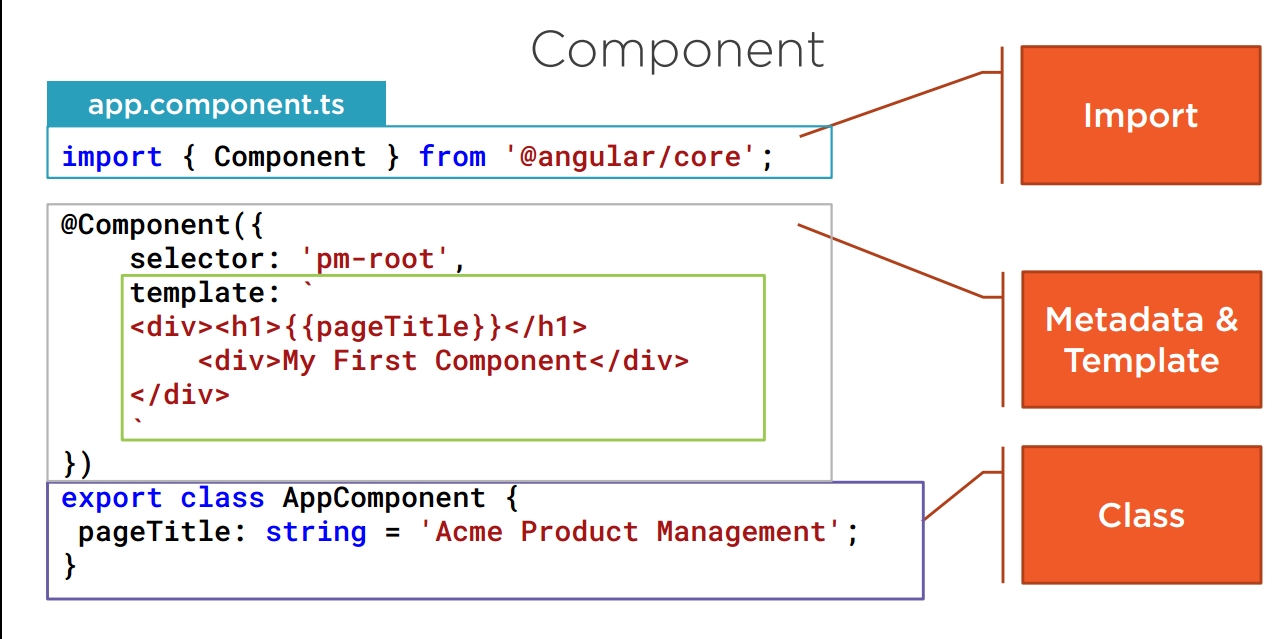 Component
app.component.ts
import { Component } from '@angular/core';
@Component({
    selector: 'pm-root',
    template: `
    <div><h1>{{pageTitle}}</h1>
        <div>My First Component</div>
    </div>
    `
})
export class AppComponent {
 pageTitle: string = 'Acme Product Management';
}
Import
Metadata &
Template
Class